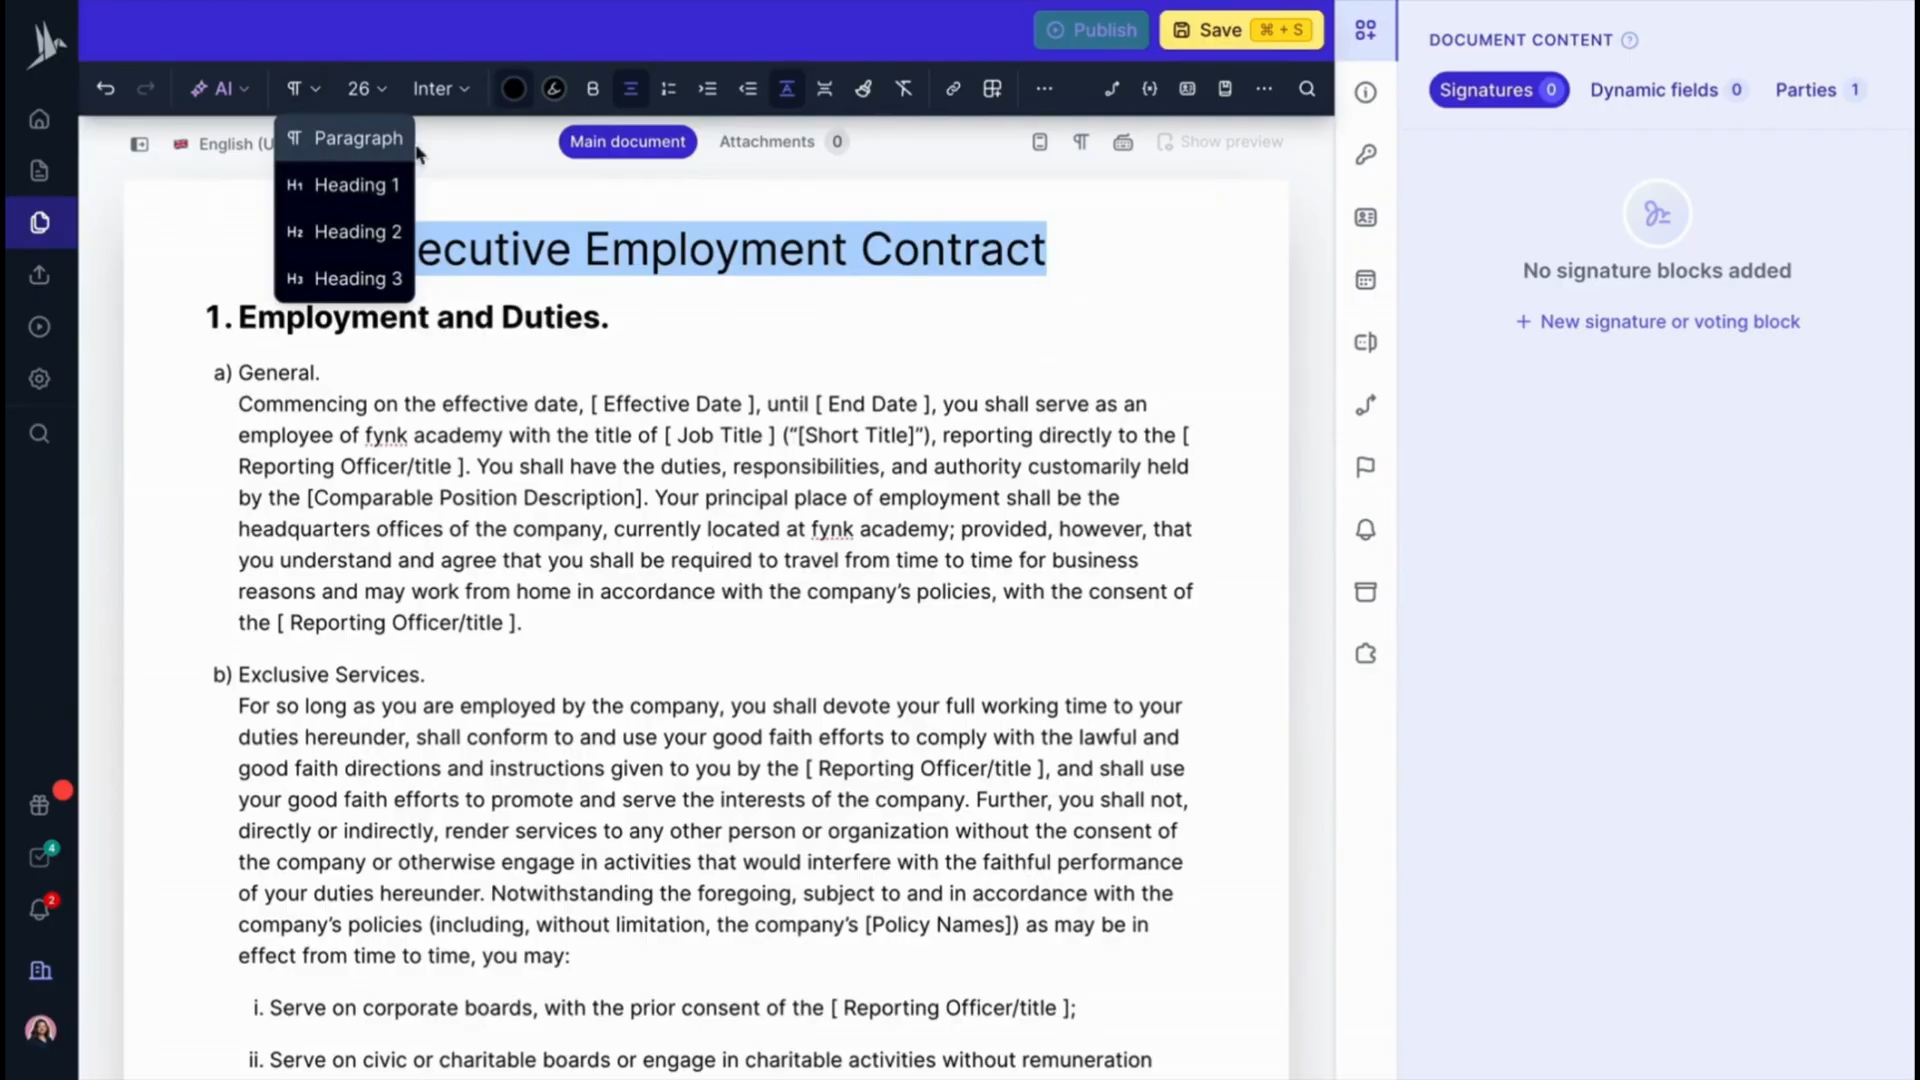 Publish
Save ⌘ + S
AI
26
Inter
B
English (U
Main document
Attachments 0
Show preview
Paragraph
H1 Heading 1
H2 Heading 2
H3 Heading 3
ecutive Employment Contract
1. Employment and Duties.
a) General.
Commencing on the effective date, [ Effective Date ], until [ End Date ], you shall serve as an
employee of fynk academy with the title of [ Job Title ] (“[Short Title]”), reporting directly to the [
Reporting Officer/title ]. You shall have the duties, responsibilities, and authority customarily held
by the [Comparable Position Description]. Your principal place of employment shall be the
headquarters offices of the company, currently located at fynk academy; provided, however, that
you understand and agree that you shall be required to travel from time to time for business
reasons and may work from home in accordance with the company’s policies, with the consent of
the [ Reporting Officer/title ].
b) Exclusive Services.
For so long as you are employed by the company, you shall devote your full working time to your
duties hereunder, shall conform to and use your good faith efforts to comply with the lawful and
good faith directions and instructions given to you by the [ Reporting Officer/title ], and shall use
your good faith efforts to promote and serve the interests of the company. Further, you shall not,
directly or indirectly, render services to any other person or organization without the consent of
the company or otherwise engage in activities that would interfere with the faithful performance
of your duties hereunder. Notwithstanding the foregoing, subject to and in accordance with the
company’s policies (including, without limitation, the company’s [Policy Names]) as may be in
effect from time to time, you may:
i. Serve on corporate boards, with the prior consent of the [ Reporting Officer/title ];
ii. Serve on civic or charitable boards or engage in charitable activities without remuneration
4
2
DOCUMENT CONTENT
Signatures 0
Dynamic fields 0
Parties 1
No signature blocks added
+ New signature or voting block